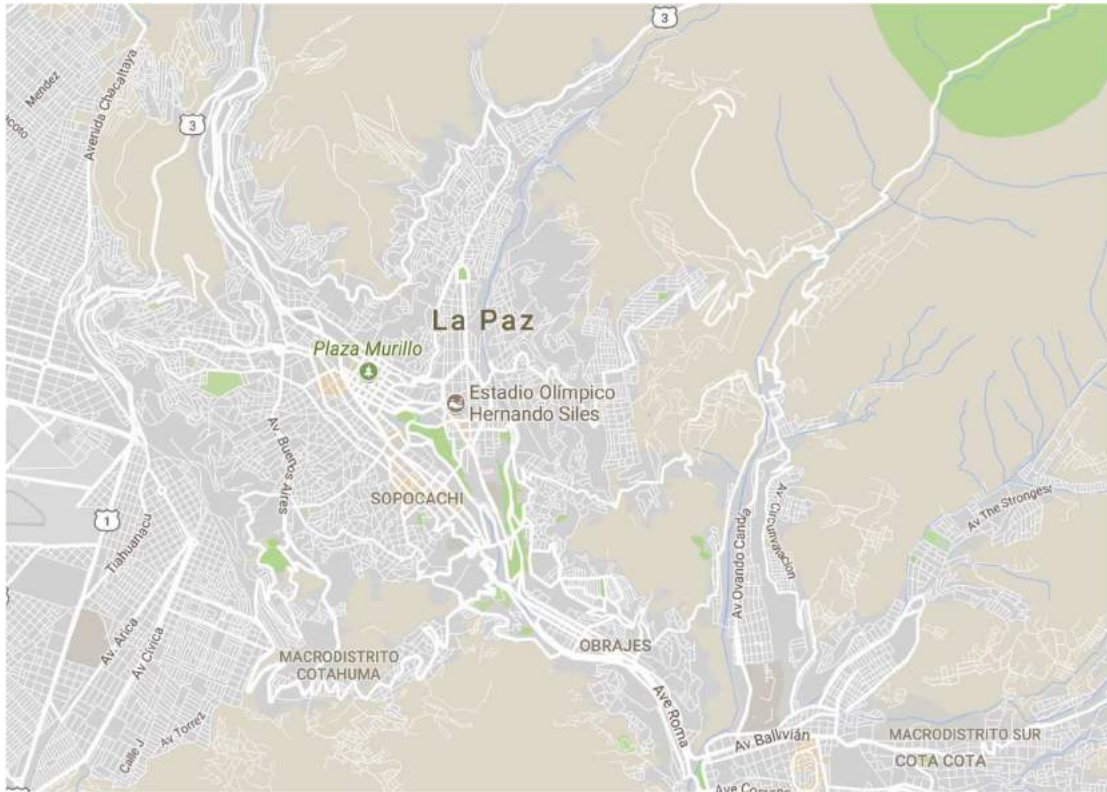 3
Mendez
acoto
Avenida Chacaltaya
3
La Paz
Plaza Murillo
Estadio Olímpico
Hernando Siles
Av. Buenos Aires
SOPOCACHI
1
Tiahuanacu
Av. Arica
Av Cívica
Av Torrez
Calle J
MACRODISTRITO
COTAHUMA
OBRAJES
Ave Roma
Av Ovando Canda
Av Circunvalacion
Av. The Strongest
Av Ballivián
MACRODISTRITO SUR
COTA COTA